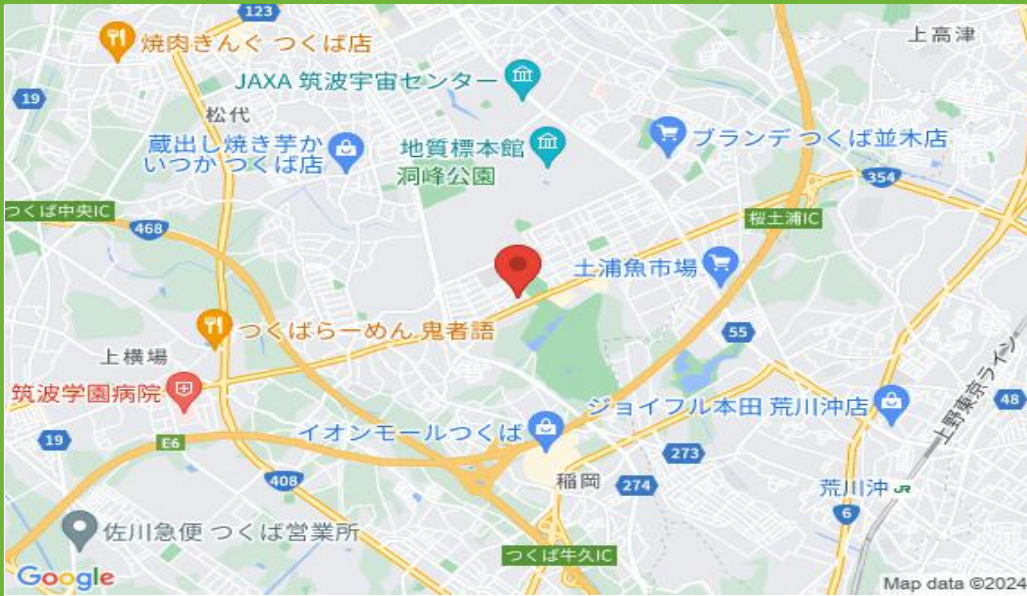 123
上高津
焼肉きんぐ つくば店
JAXA 筑波宇宙センター
19
松代
蔵出し焼き芋か
いつか つくば店
地質標本館
洞峰公園
ブランデ つくば並木店
354
つくば中央IC
468
桜土浦IC
土浦魚市場
つくばらーめん 鬼者語
55
上横場
筑波学園病院
ジョイフル本田 荒川沖店
上野東京ライン
48
19
E6
イオンモールつくば
273
408
稲岡
274
荒川沖 JR
6
佐川急便 つくば営業所
つくば牛久IC
Google
Map data ©2024